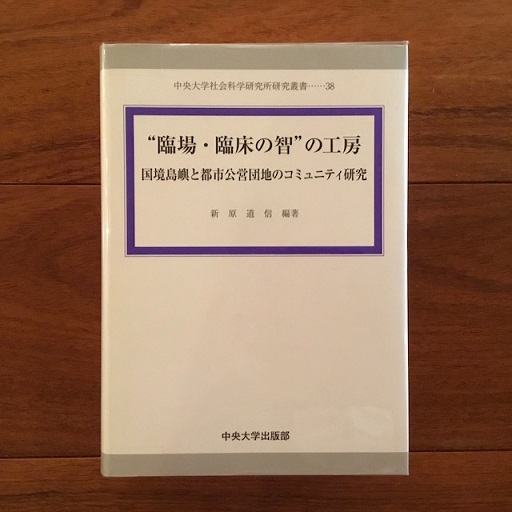 中央大学社会科学研究所研究叢書……38
“臨場・臨床の智”の工房
国境島嶼と都市公営団地のコミュニティ研究
新原道信 編著
中央大学出版部